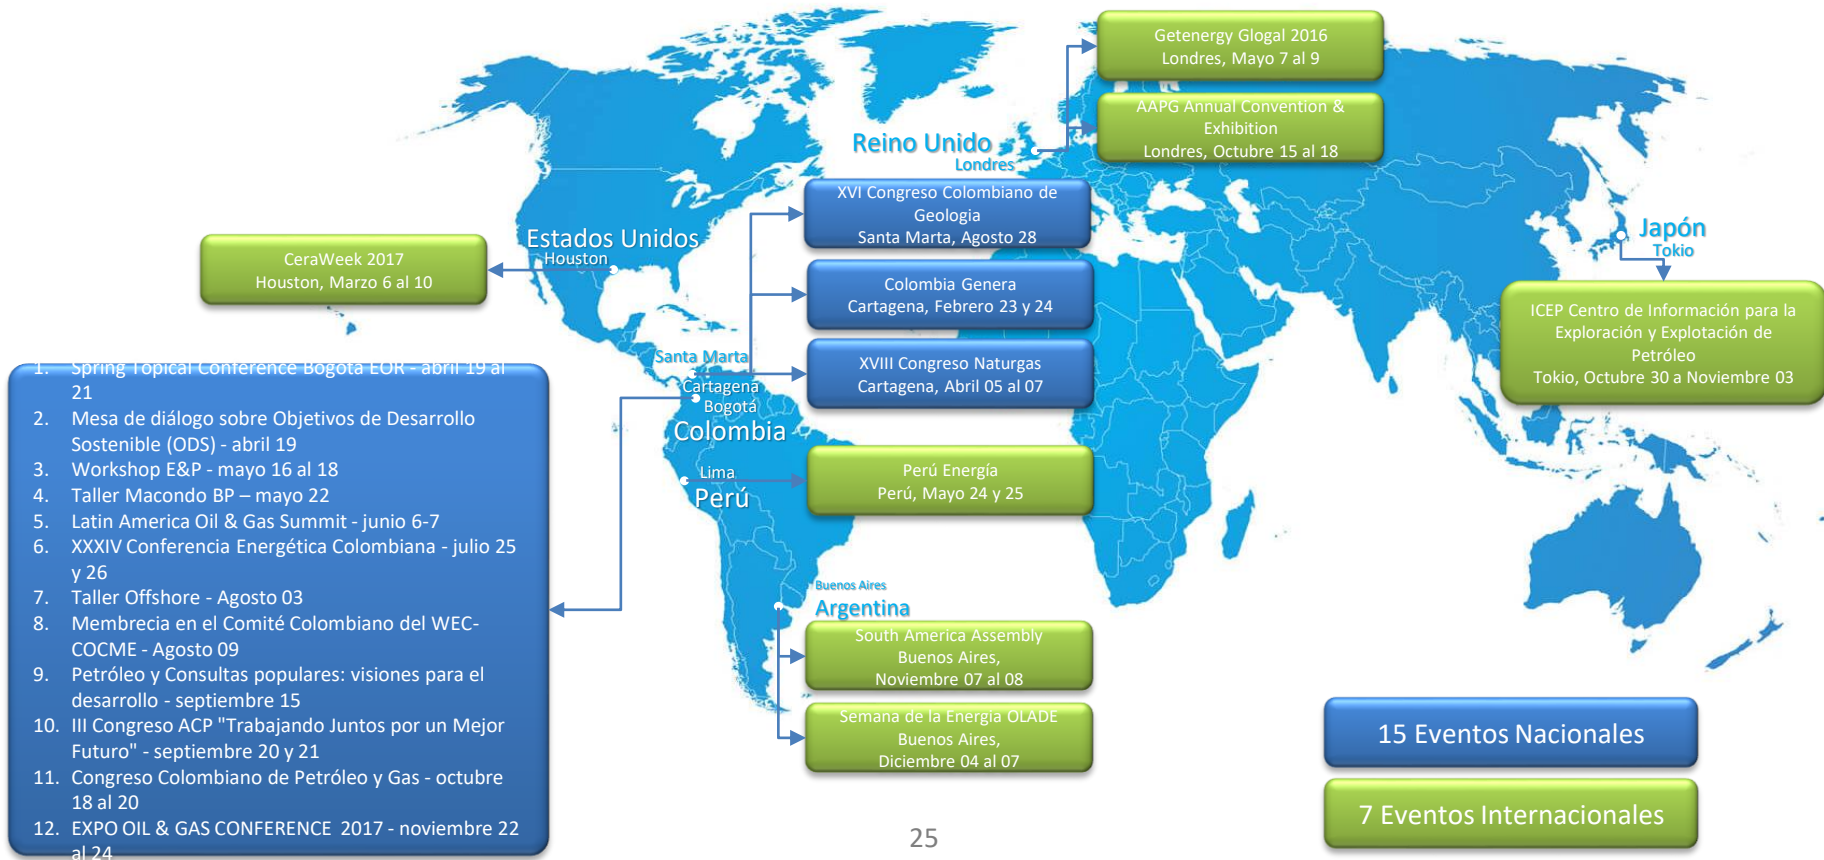 Getenergy Glogal 2016
Londres, Mayo 7 al 9
AAPG Annual Convention &
Exhibition
Londres, Octubre 15 al 18
Reino Unido
Londres
XVI Congreso Colombiano de
Geologia
Santa Marta, Agosto 28
Estados Unidos
Houston
CeraWeek 2017
Houston, Marzo 6 al 10
Japón
Tokio
Colombia Genera
Cartagena, Febrero 23 y 24
ICEP Centro de Información para la
Exploración y Explotación de
Petróleo
Tokio, Octubre 30 a Noviembre 03
Santa Marta
XVIII Congreso Naturgas
Cartagena, Abril 05 al 07
Cartagena
Bogotá
Colombia
1. Spring Topical Conference Bogotá EOR - abril 19 al
21
2. Mesa de diálogo sobre Objetivos de Desarrollo
Sostenible (ODS) - abril 19
3. Workshop E&P - mayo 16 al 18
4. Taller Macondo BP – mayo 22
5. Latin America Oil & Gas Summit - junio 6-7
6. XXXIV Conferencia Energética Colombiana - julio 25
y 26
7. Taller Offshore - Agosto 03
8. Membrecia en el Comité Colombiano del WEC-
COCME - Agosto 09
9. Petróleo y Consultas populares: visiones para el
desarrollo - septiembre 15
10. III Congreso ACP "Trabajando Juntos por un Mejor
Futuro" - septiembre 20 y 21
11. Congreso Colombiano de Petróleo y Gas - octubre
18 al 20
12. EXPO OIL & GAS CONFERENCE 2017 - noviembre 22
al 24
Lima
Perú
Perú Energía
Perú, Mayo 24 y 25
Buenos Aires
Argentina
South America Assembly
Buenos Aires,
Noviembre 07 al 08
Semana de la Energia OLADE
Buenos Aires,
Diciembre 04 al 07
15 Eventos Nacionales
7 Eventos Internacionales
25